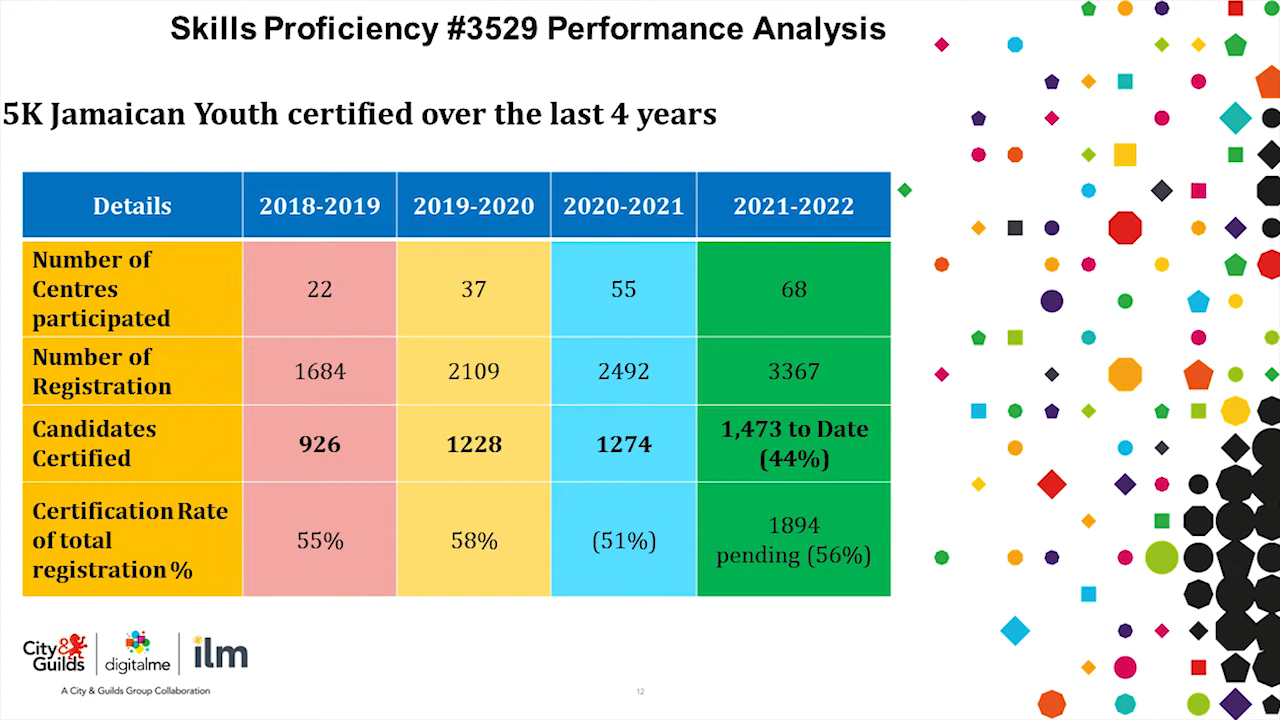 Skills Proficiency #3529 Performance Analysis
5K Jamaican Youth certified over the last 4 years
Details 2018-2019 2019-2020 2020-2021 2021-2022
Number of
Centres
participated
22 37 55 68
Number of
Registration
1684 2109 2492 3367
Candidates
Certified
926 1228 1274
1,473 to Date
(44%)
Certification Rate
of total
registration %
55% 58% (51%)
1894
pending (56%)
City &
Guilds
digitalme
ilm
A City & Guilds Group Collaboration
12